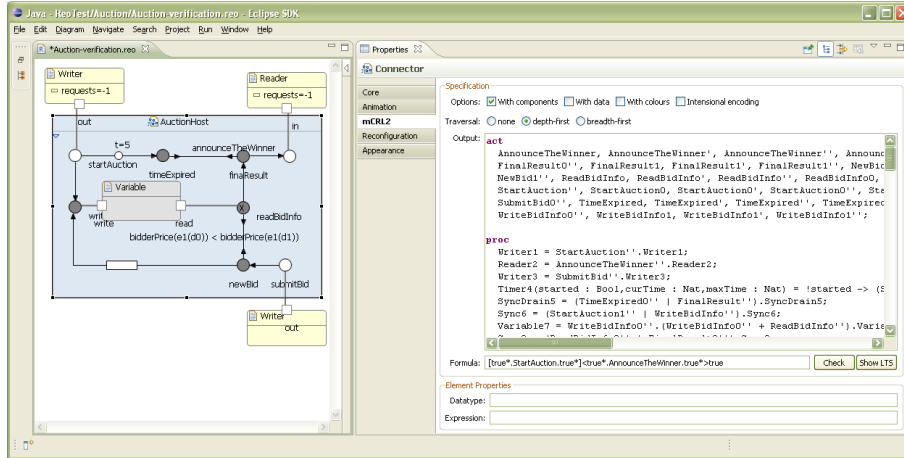 Java - ReoTest/Auction/Auction-verification.reo - Eclipse SDK
File Edit Diagram Navigate Search Project Run Window Help
*Auction-verification.reo
Writer
requests=-1
Reader
requests=-1
out
AuctionHost
in
t=5
announceTheWinner
startAuction
timeExpired
finaResult
Variable
write
write
read
X
readBidInfo
bidderPrice(e1(d0)) < bidderPrice(e1(d1))
newBid
submitBid
Writer
out
Properties
Connector
Core
Animation
mCRL2
Reconfiguration
Appearance
Specification
Options: With components With data With colours Intensional encoding
Traversal: none depth-first breadth-first
Output:
act
AnnounceTheWinner, AnnounceTheWinner', AnnounceTheWinner'', Announc
FinalResult0'', FinalResult1, FinalResult1', FinalResult1'', NewBid
NewBid1'', ReadBidInfo, ReadBidInfo', ReadBidInfo'', ReadBidInfo0,
StartAuction'', StartAuction0, StartAuction0', StartAuction0'', Sta
SubmitBid0'', TimeExpired, TimeExpired', TimeExpired'', TimeExpired
WriteBidInfo0'', WriteBidInfo1, WriteBidInfo1', WriteBidInfo1'';
proc
Writer1 = StartAuction''.Writer1;
Reader2 = AnnounceTheWinner''.Reader2;
Writer3 = SubmitBid''.Writer3;
Timer4(started : Bool,curTime : Nat,maxTime : Nat) = !started -> (S
SyncDrain5 = (TimeExpired0'' | FinalResult'').SyncDrain5;
Sync6 = (StartAuction1'' | WriteBidInfo'').Sync6;
Variable7 = WriteBidInfo0''.(WriteBidInfo0'' + ReadBidInfo'').Varia
Formula: [true*.StartAuction.true*]<true*.AnnounceTheWinner.true*>true
Check
Show LTS
Element Properties
Datatype:
Expression: